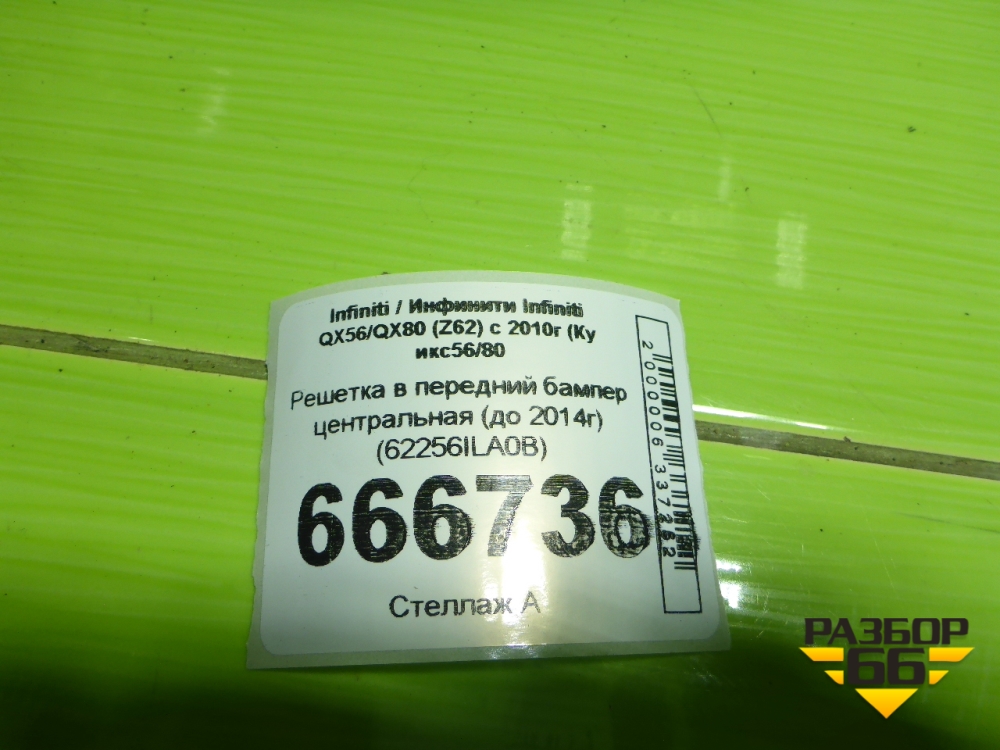 Infiniti / Инфинити Infiniti
QX56/QX80 (Z62) с 2010г (Ку
икс56/80
Решетка в передний бампер
центральная (до 2014г)
(62256ILA0B)
666736
Стеллаж А
2000006337262
РАЗБОР
66